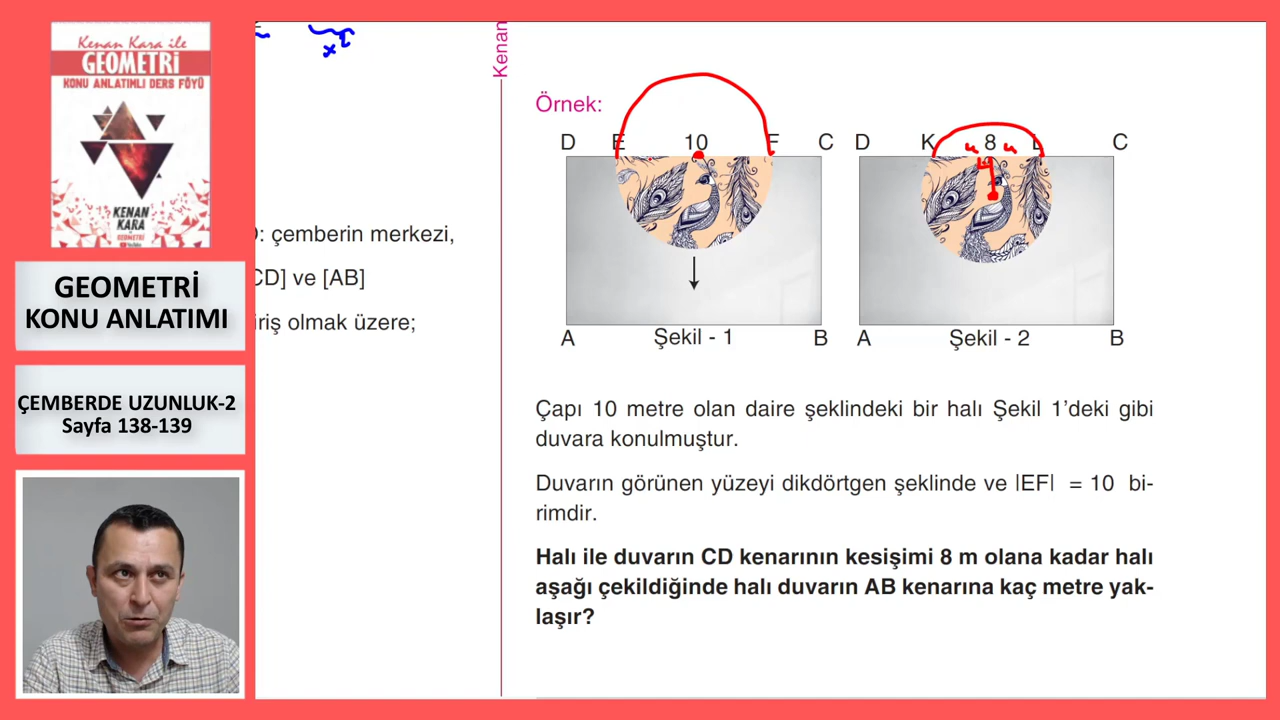 Kenan Kara ile
GEOMETRİ
KONU ANLATIMLI DERS FÖYÜ
KENAN
KARA
GEOMETRİ KONU ANLATIMI
ÇEMBERDE UZUNLUK-2
Sayfa 138-139
x
: çemberin merkezi,
CD] ve [AB]
iriş olmak üzere;
Kenan
Örnek:
D E 10 F C
D K 8 L C
4 4
A Şekil - 1 B
A Şekil - 2 B
Çapı 10 metre olan daire şeklindeki bir halı Şekil 1’deki gibi
duvara konulmuştur.
Duvarın görünen yüzeyi dikdörtgen şeklinde ve |EF| = 10 bi-
rimdir.
Halı ile duvarın CD kenarının kesişimi 8 m olana kadar halı
aşağı çekildiğinde halı duvarın AB kenarına kaç metre yak-
laşır?